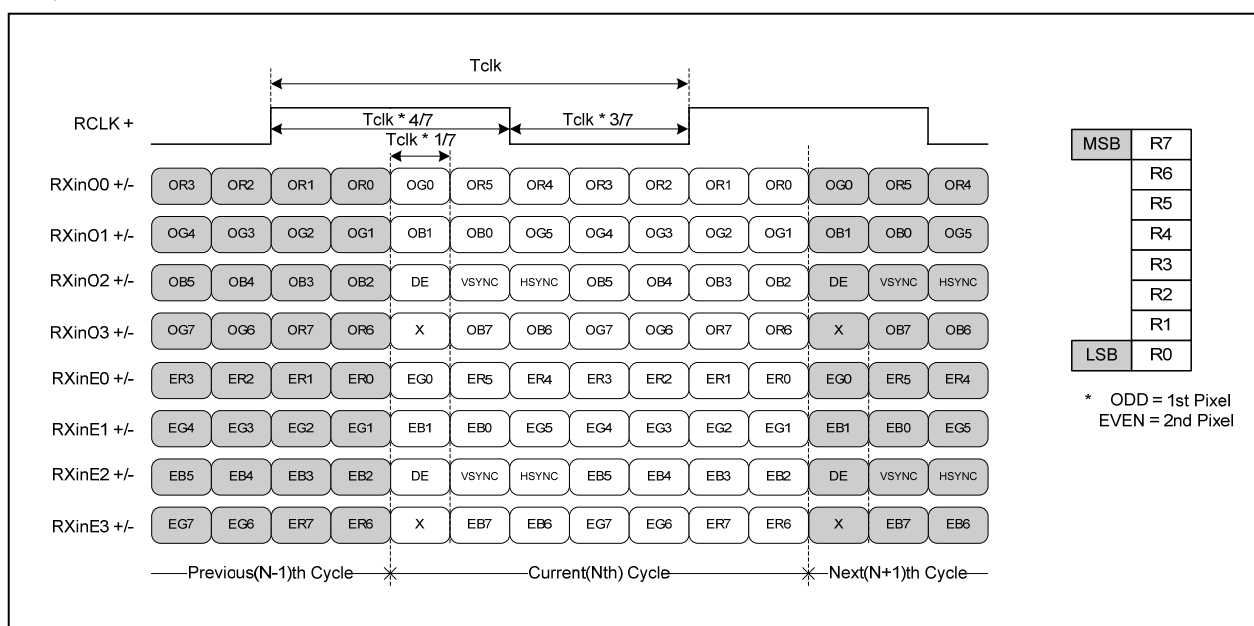 Tclk
RCLK +
Tclk * 4/7
Tclk * 3/7
Tclk * 1/7
RXinO0 +/- OR3 OR2 OR1 OR0 OG0 OR5 OR4 OR3 OR2 OR1 OR0 OG0 OR5 OR4
RXinO1 +/- OG4 OG3 OG2 OG1 OB1 OB0 OG5 OG4 OG3 OG2 OG1 OB1 OB0 OG5
RXinO2 +/- OB5 OB4 OB3 OB2 DE VSYNC HSYNC OB5 OB4 OB3 OB2 DE VSYNC HSYNC
RXinO3 +/- OG7 OG6 OR7 OR6 X OB7 OB6 OG7 OG6 OR7 OR6 X OB7 OB6
RXinE0 +/- ER3 ER2 ER1 ER0 EG0 ER5 ER4 ER3 ER2 ER1 ER0 EG0 ER5 ER4
RXinE1 +/- EG4 EG3 EG2 EG1 EB1 EB0 EG5 EG4 EG3 EG2 EG1 EB1 EB0 EG5
RXinE2 +/- EB5 EB4 EB3 EB2 DE VSYNC HSYNC EB5 EB4 EB3 EB2 DE VSYNC HSYNC
RXinE3 +/- EG7 EG6 ER7 ER6 X EB7 EB6 EG7 EG6 ER7 ER6 X EB7 EB6
Previous(N-1)th Cycle Current(Nth) Cycle Next(N+1)th Cycle
MSB R7
R6
R5
R4
R3
R2
R1
LSB R0
* ODD = 1st Pixel
EVEN = 2nd Pixel